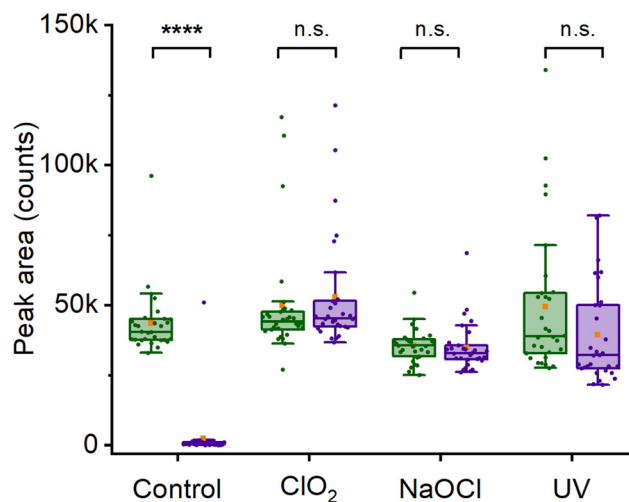 150k
100k
50k
0
Peak area (counts)
****
n.s.
n.s.
n.s.
Control
ClO₂
NaOCl
UV